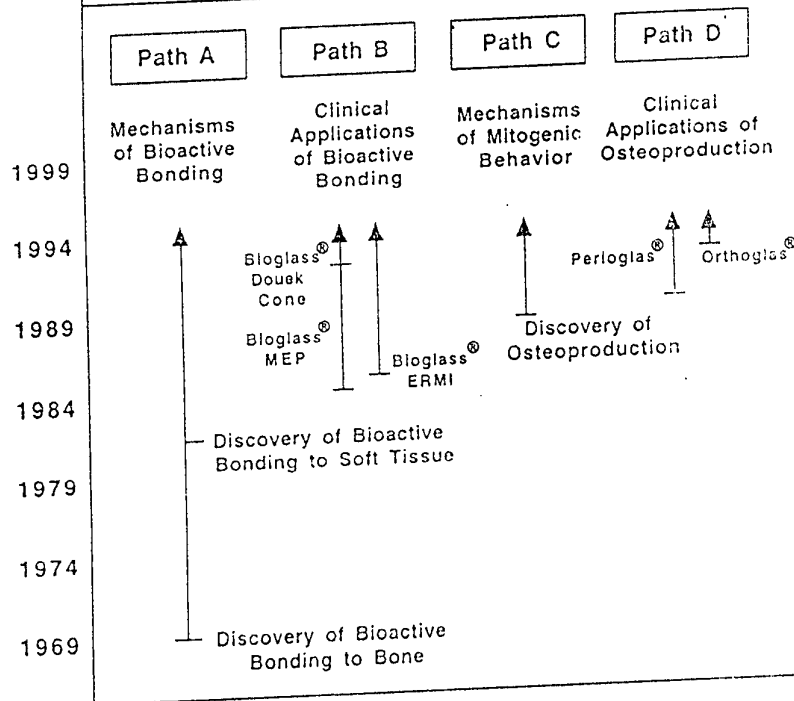 Path A
Path B
Path C
Path D
Mechanisms
of Bioactive
Bonding
Clinical
Applications
of Bioactive
Bonding
Mechanisms
of Mitogenic
Behavior
Clinical
Applications of
Osteoproduction
1999
1994
1989
1984
1979
1974
1969
Bioglass®
Douek
Cone
Bioglass®
MEP
Bioglass®
ERMI
Discovery of
Osteoproduction
Perioglas®
Orthoglas®
Discovery of Bioactive
Bonding to Soft Tissue
Discovery of Bioactive
Bonding to Bone